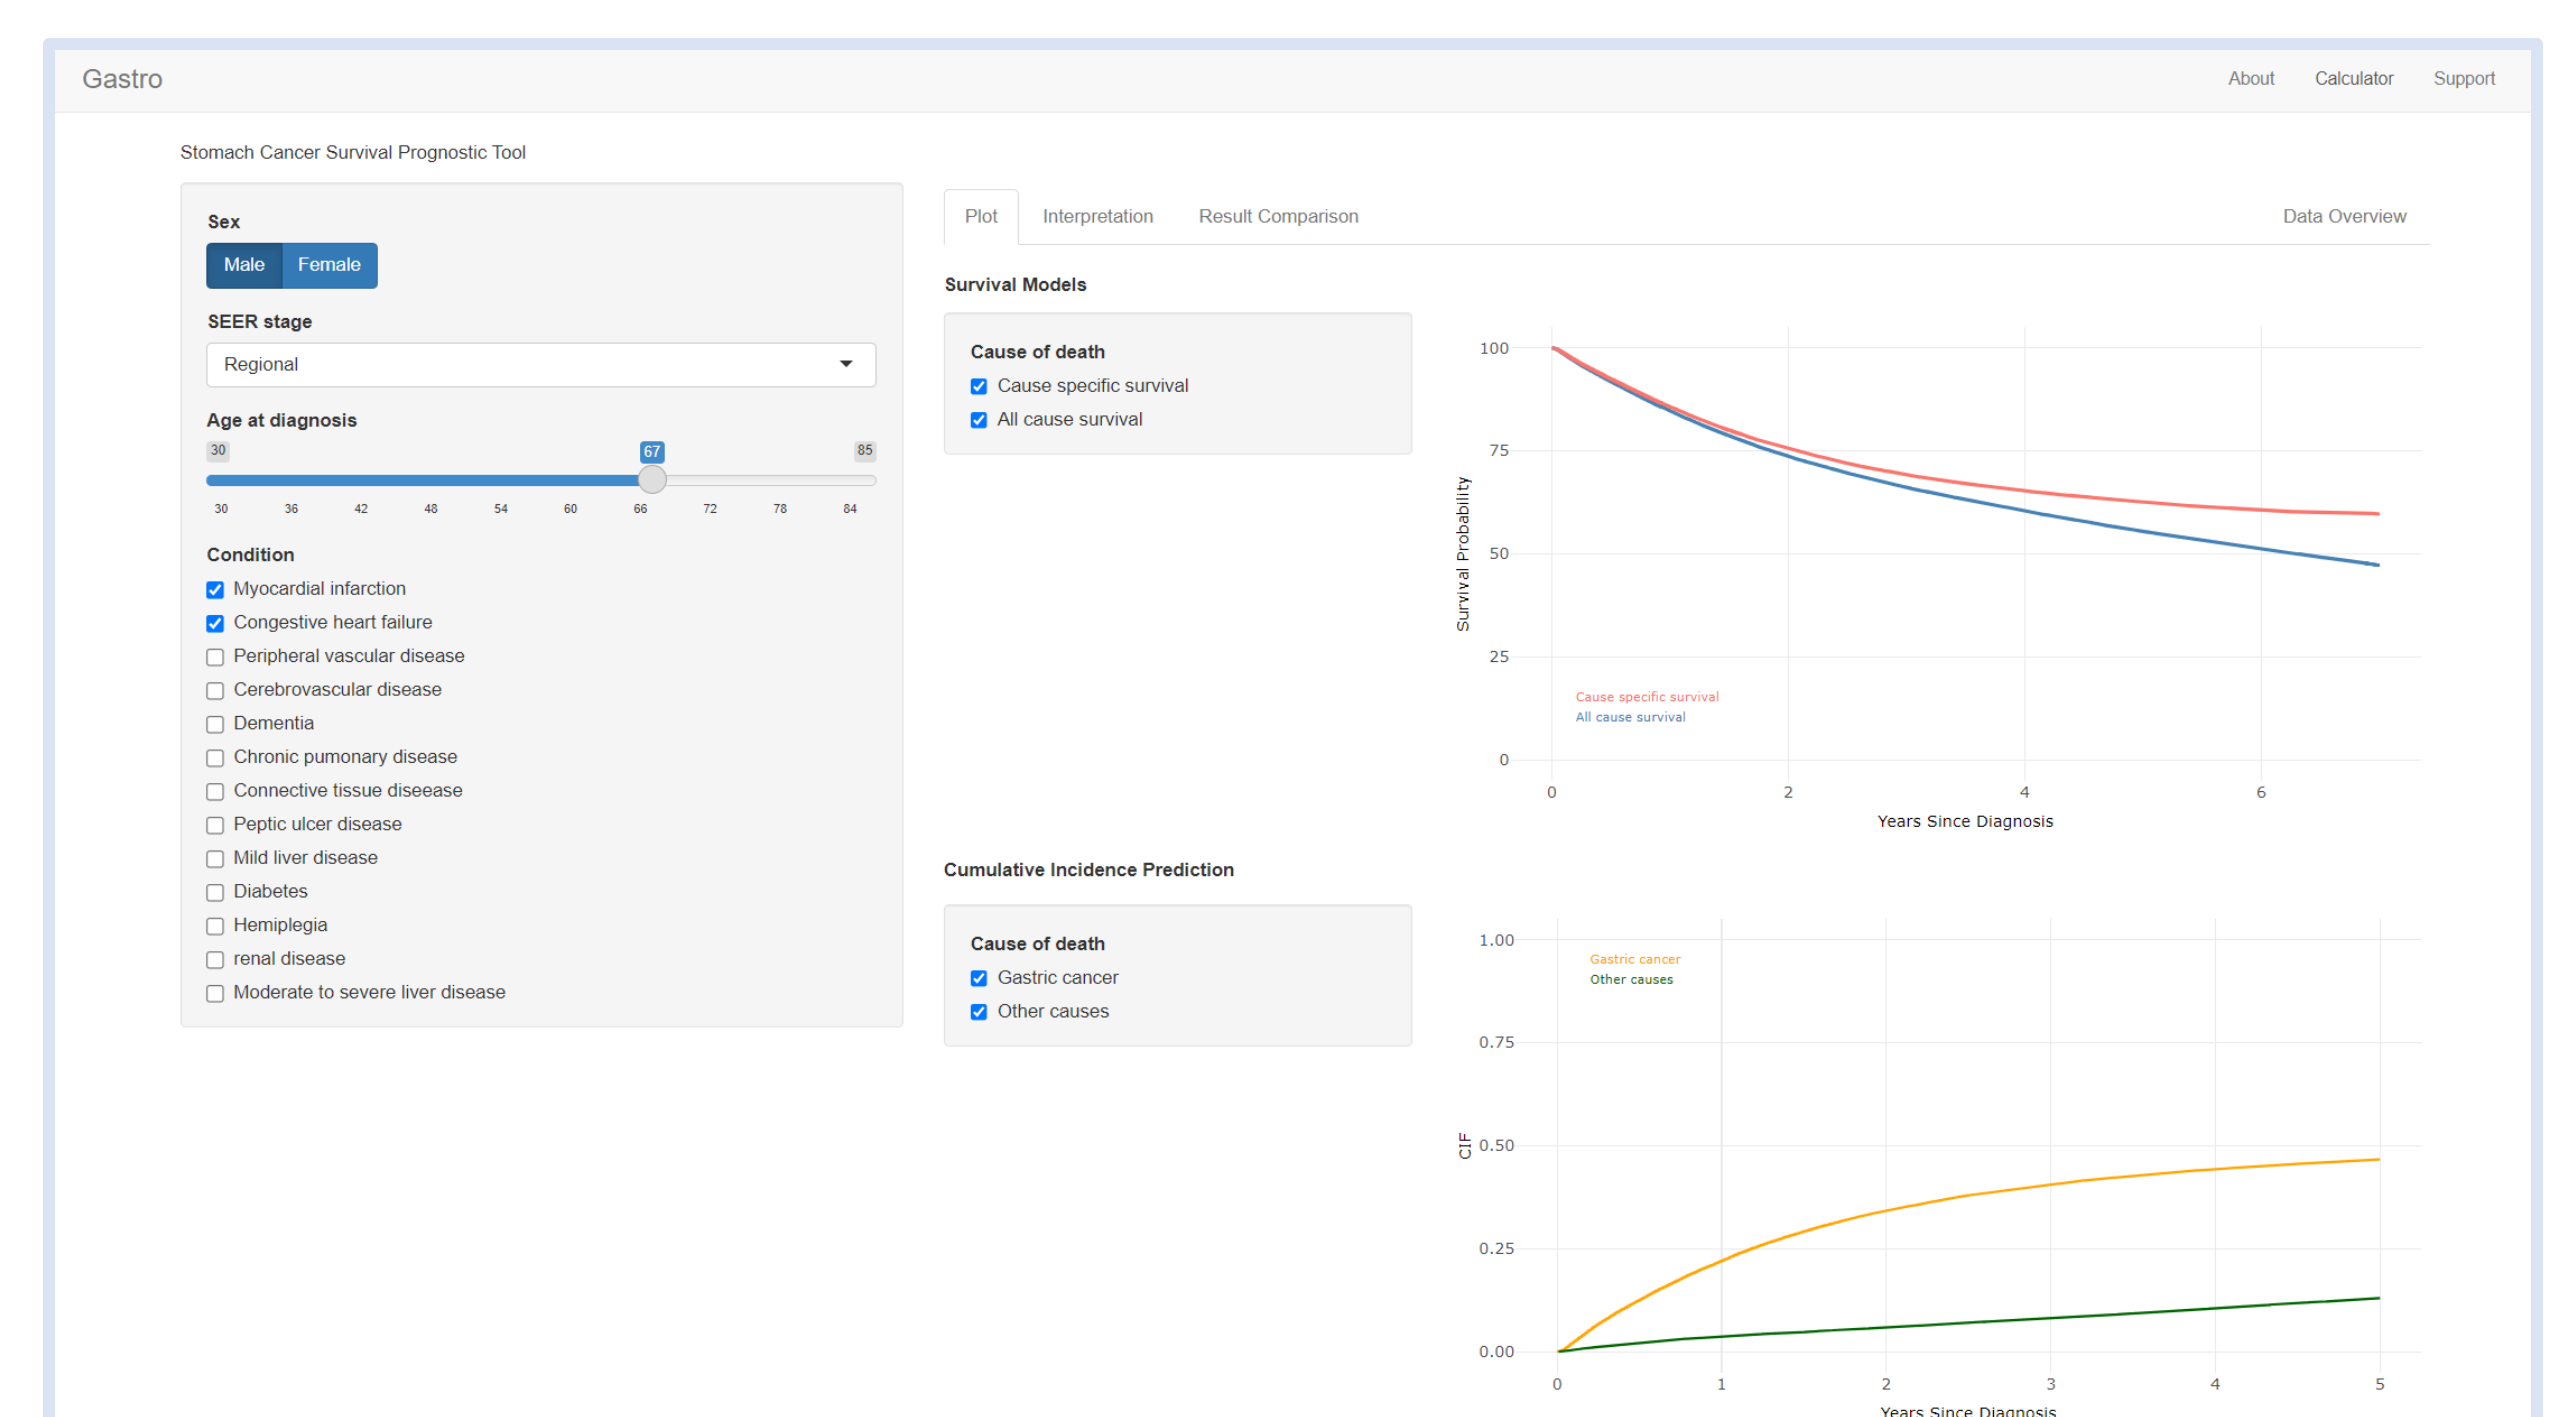 Gastro
About Calculator Support
Stomach Cancer Survival Prognostic Tool
Sex
Male Female
SEER stage
Regional
Age at diagnosis
30 67 85
30 36 42 48 54 60 66 72 78 84
Condition
Myocardial infarction
Congestive heart failure
Peripheral vascular disease
Cerebrovascular disease
Dementia
Chronic pumonary disease
Connective tissue diseease
Peptic ulcer disease
Mild liver disease
Diabetes
Hemiplegia
renal disease
Moderate to severe liver disease
Plot Interpretation Result Comparison Data Overview
Survival Models
Cause of death
Cause specific survival
All cause survival
100
75
50
25
0
Survival Probability
Cause specific survival
All cause survival
0 2 4 6
Years Since Diagnosis
Cumulative Incidence Prediction
Cause of death
Gastric cancer
Other causes
1.00
0.75
0.50
0.25
0.00
CIF
Gastric cancer
Other causes
0 1 2 3 4 5
Years Since Diagnosis